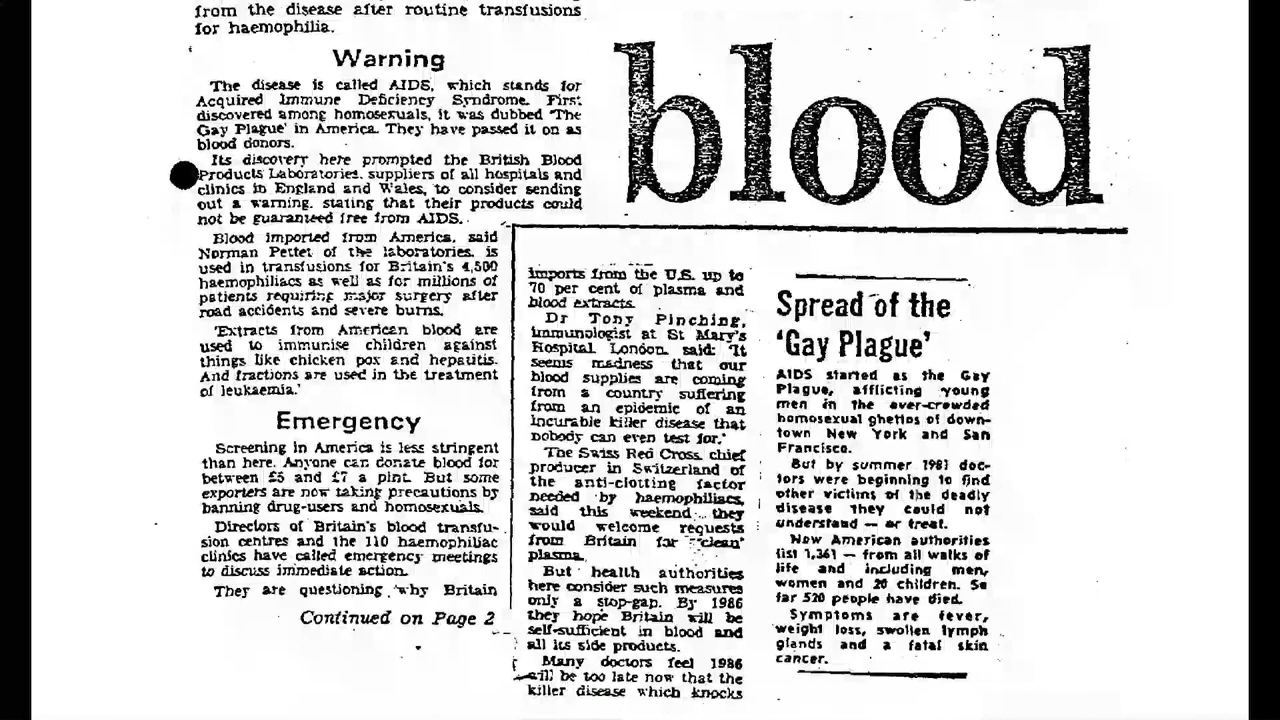 from the disease after routine transfusions
for haemophilia.
Warning
The disease is called AIDS, which stands for
Acquired Immune Deficiency Syndrome. First
discovered among homosexuals, it was dubbed 'The
Gay Plague' in America. They have passed it on as
blood donors.
Its discovery here prompted the British Blood
Products Laboratories, suppliers of all hospitals and
clinics in England and Wales, to consider sending
out a warning, stating that their products could
not be guaranteed free from AIDS.
Blood imported from America, said
Norman Pettet of the laboratories, is
used in transfusions for Britain's 4,500
haemophiliacs as well as for millions of
patients requiring major surgery after
road accidents and severe burns.
'Extracts from American blood are
used to immunise children against
things like chicken pox and hepatitis.
And fractions are used in the treatment
of leukaemia.'
Emergency
Screening in America is less stringent
than here. Anyone can donate blood for
between £5 and £7 a pint. But some
exporters are now taking precautions by
banning drug-users and homosexuals.
Directors of Britain's blood transfu-
sion centres and the 110 haemophiliac
clinics have called emergency meetings
to discuss immediate action.
They are questioning why Britain
Continued on Page 2
blood
imports from the U.S. up to
70 per cent of plasma and
blood extracts.
Dr Tony Pinching,
immunologist at St Mary's
Hospital, London, said: 'It
seems madness that our
blood supplies are coming
from a country suffering
from an epidemic of an
incurable killer disease that
nobody can even test for.'
The Swiss Red Cross, chief
producer in Switzerland of
the anti-clotting factor
needed by haemophiliacs,
said this weekend they
would welcome requests
from Britain for 'clean'
plasma.
But health authorities
here consider such measures
only a stop-gap. By 1986
they hope Britain will be
self-sufficient in blood and
all its side products.
Many doctors feel 1986
will be too late now that the
killer disease which knocks
Spread of the
'Gay Plague'
AIDS started as the Gay
Plague, afflicting young
men in the over-crowded
homosexual ghettos of down-
town New York and San
Francisco.
But by summer 1981 doc-
tors were beginning to find
other victims of the deadly
disease they could not
understand — or treat.
Now American authorities
list 1,361 — from all walks of
life and including men,
women and 20 children. So
far 520 people have died.
Symptoms are fever,
weight loss, swollen lymph
glands and a fatal skin
cancer.